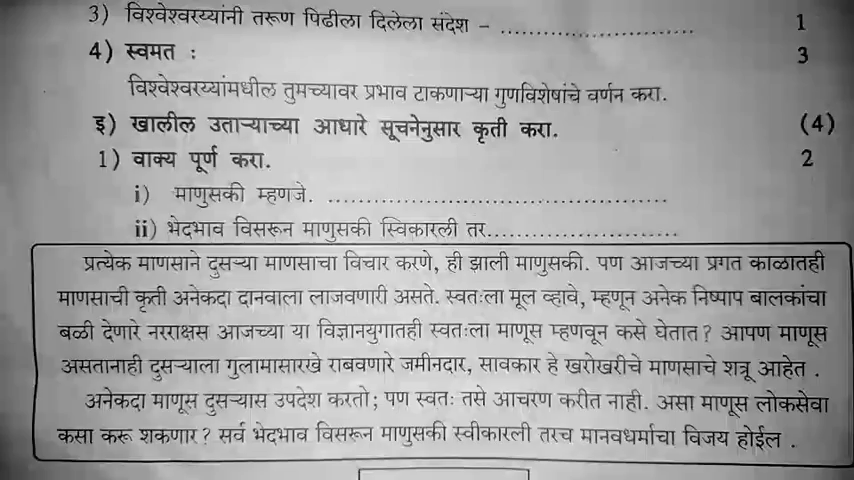 3) विश्वेश्वरय्यांनी तरूण पिढीला दिलेला संदेश – ............................ 1
4) स्वमत : 3
विश्वेश्वरय्यांमधील तुमच्यावर प्रभाव टाकणाऱ्या गुणविशेषांचे वर्णन करा.
इ) खालील उताऱ्याच्या आधारे सूचनेनुसार कृती करा. (4)
1) वाक्य पूर्ण करा. 2
i) माणुसकी म्हणजे. ..................................................
ii) भेदभाव विसरून माणुसकी स्विकारली तर............................
प्रत्येक माणसाने दुसऱ्या माणसाचा विचार करणे, ही झाली माणुसकी. पण आजच्या प्रगत काळातही
माणसाची कृती अनेकदा दानवाला लाजवणारी असते. स्वतःला मूल व्हावे, म्हणून अनेक निष्पाप बालकांचा
बळी देणारे नरराक्षस आजच्या या विज्ञानयुगातही स्वतःला माणूस म्हणवून कसे घेतात? आपण माणूस
असतानाही दुसऱ्याला गुलामासारखे राबवणारे जमीनदार, सावकार हे खरोखरीचे माणसाचे शत्रू आहेत .
अनेकदा माणूस दुसऱ्यास उपदेश करतो; पण स्वतः तसे आचरण करीत नाही. असा माणूस लोकसेवा
कसा करू शकणार? सर्व भेदभाव विसरून माणुसकी स्वीकारली तरच मानवधर्माचा विजय होईल .